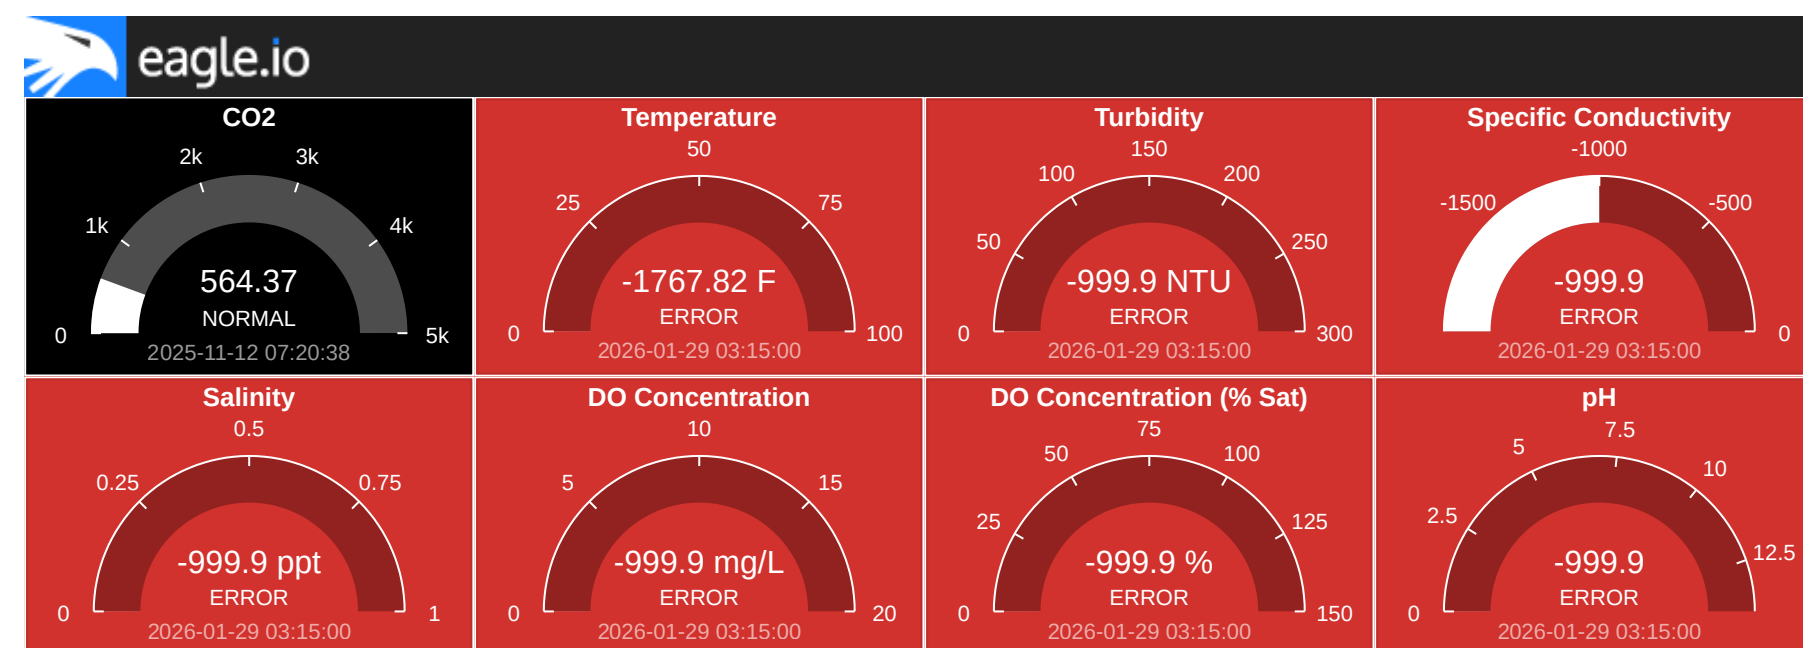 eagle.io
CO2
2k
3k
1k
4k
0
5k
564.37
NORMAL
2025-11-12 07:20:38
Temperature
50
25
75
0
100
-1767.82 F
ERROR
2026-01-29 03:15:00
Turbidity
150
100
200
50
250
0
300
-999.9 NTU
ERROR
2026-01-29 03:15:00
Specific Conductivity
-1000
-1500
-500
0
-999.9
ERROR
2026-01-29 03:15:00
Salinity
0.5
0.25
0.75
0
1
-999.9 ppt
ERROR
2026-01-29 03:15:00
DO Concentration
10
5
15
0
20
-999.9 mg/L
ERROR
2026-01-29 03:15:00
DO Concentration (% Sat)
75
50
100
25
125
0
150
-999.9 %
ERROR
2026-01-29 03:15:00
pH
7.5
5
10
2.5
12.5
0
-999.9
ERROR
2026-01-29 03:15:00